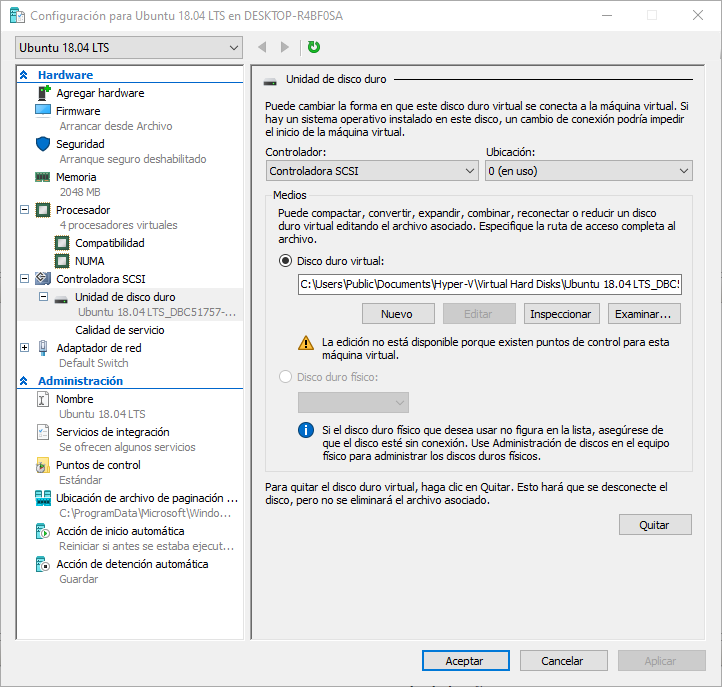 Configuración para Ubuntu 18.04 LTS en DESKTOP-R4BF0SA
Ubuntu 18.04 LTS
Hardware
Agregar hardware
Firmware
Arrancar desde Archivo
Seguridad
Arranque seguro deshabilitado
Memoria
2048 MB
Procesador
4 procesadores virtuales
Compatibilidad
NUMA
Controladora SCSI
Unidad de disco duro
Ubuntu 18.04 LTS_DBC51757-...
Calidad de servicio
Adaptador de red
Default Switch
Administración
Nombre
Ubuntu 18.04 LTS
Servicios de integración
Se ofrecen algunos servicios
Puntos de control
Estándar
Ubicación de archivo de paginación ...
C:\ProgramData\Microsoft\Windo...
Acción de inicio automática
Reiniciar si antes se estaba ejecut...
Acción de detención automática
Guardar
Unidad de disco duro
Puede cambiar la forma en que este disco duro virtual se conecta a la máquina virtual. Si
hay un sistema operativo instalado en este disco, un cambio de conexión podría impedir
el inicio de la máquina virtual.
Controlador:
Ubicación:
Controladora SCSI
0 (en uso)
Medios
Puede compactar, convertir, expandir, combinar, reconectar o reducir un disco
duro virtual editando el archivo asociado. Especifique la ruta de acceso completa al
archivo.
Disco duro virtual:
C:\Users\Public\Documents\Hyper-V\Virtual Hard Disks\Ubuntu 18.04 LTS_DBC5
Nuevo
Editar
Inspeccionar
Examinar...
La edición no está disponible porque existen puntos de control para esta
máquina virtual.
Disco duro físico:
Si el disco duro físico que desea usar no figura en la lista, asegúrese de
que el disco esté sin conexión. Use Administración de discos en el equipo
físico para administrar los discos duros físicos.
Para quitar el disco duro virtual, haga clic en Quitar. Esto hará que se desconecte el
disco, pero no se eliminará el archivo asociado.
Quitar
Aceptar
Cancelar
Aplicar